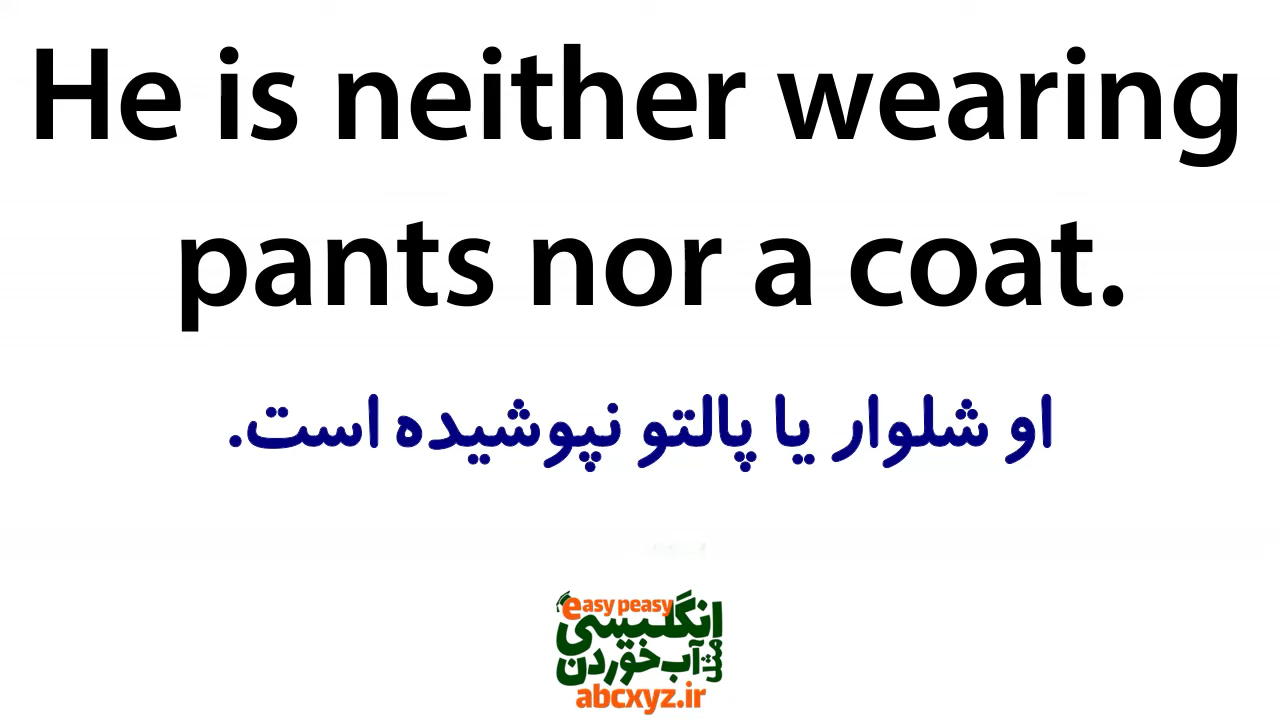 He is neither wearing
pants nor a coat.
او شلوار یا پالتو نپوشیده است.
easy peasy
انگلیسی
مثل آب خوردن
abcxyz.ir